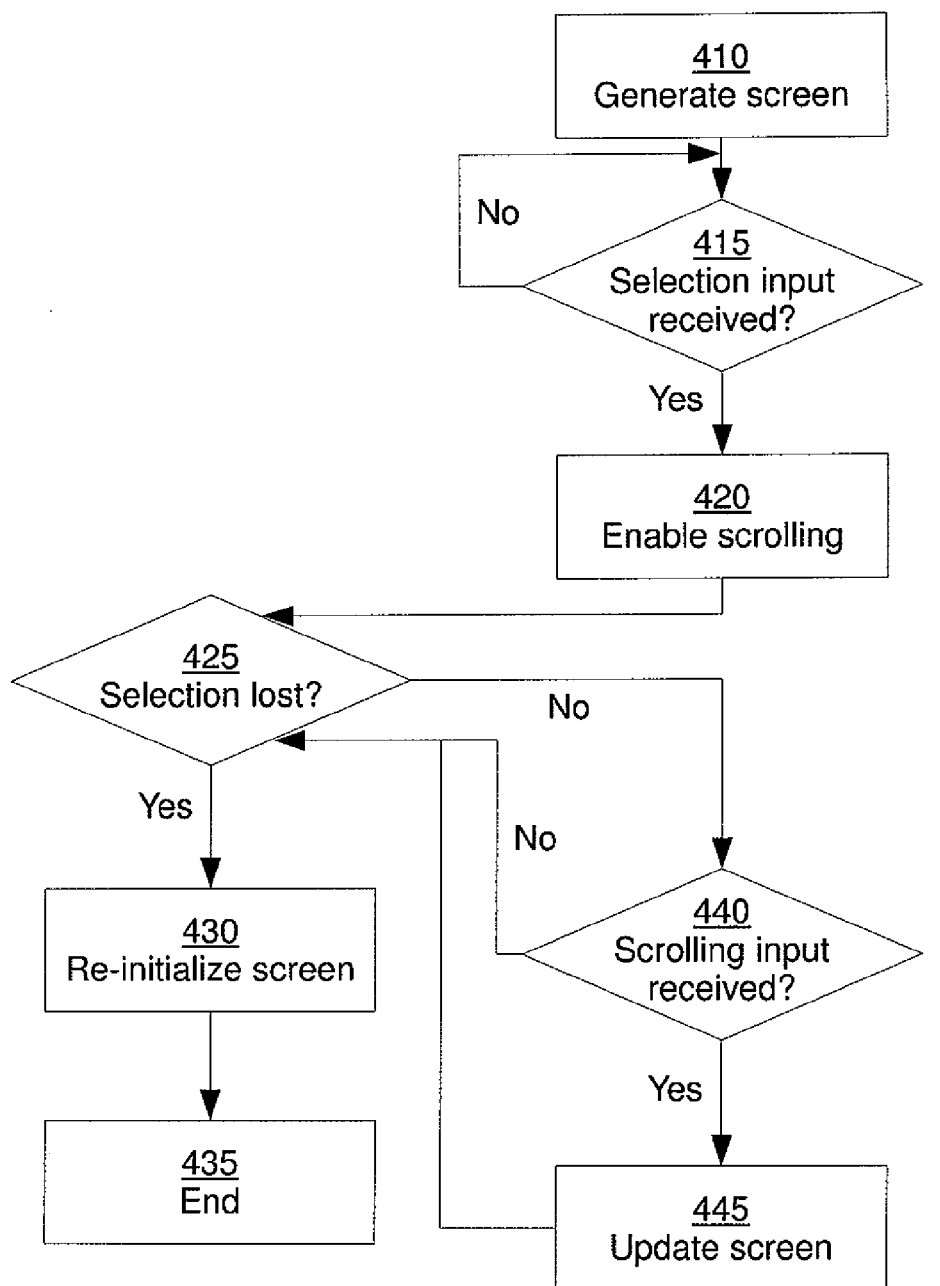 410
Generate screen
No
415
Selection input
received?
Yes
420
Enable scrolling
425
Selection lost?
No
Yes
No
430
Re-initialize screen
440
Scrolling input
received?
Yes
435
End
445
Update screen